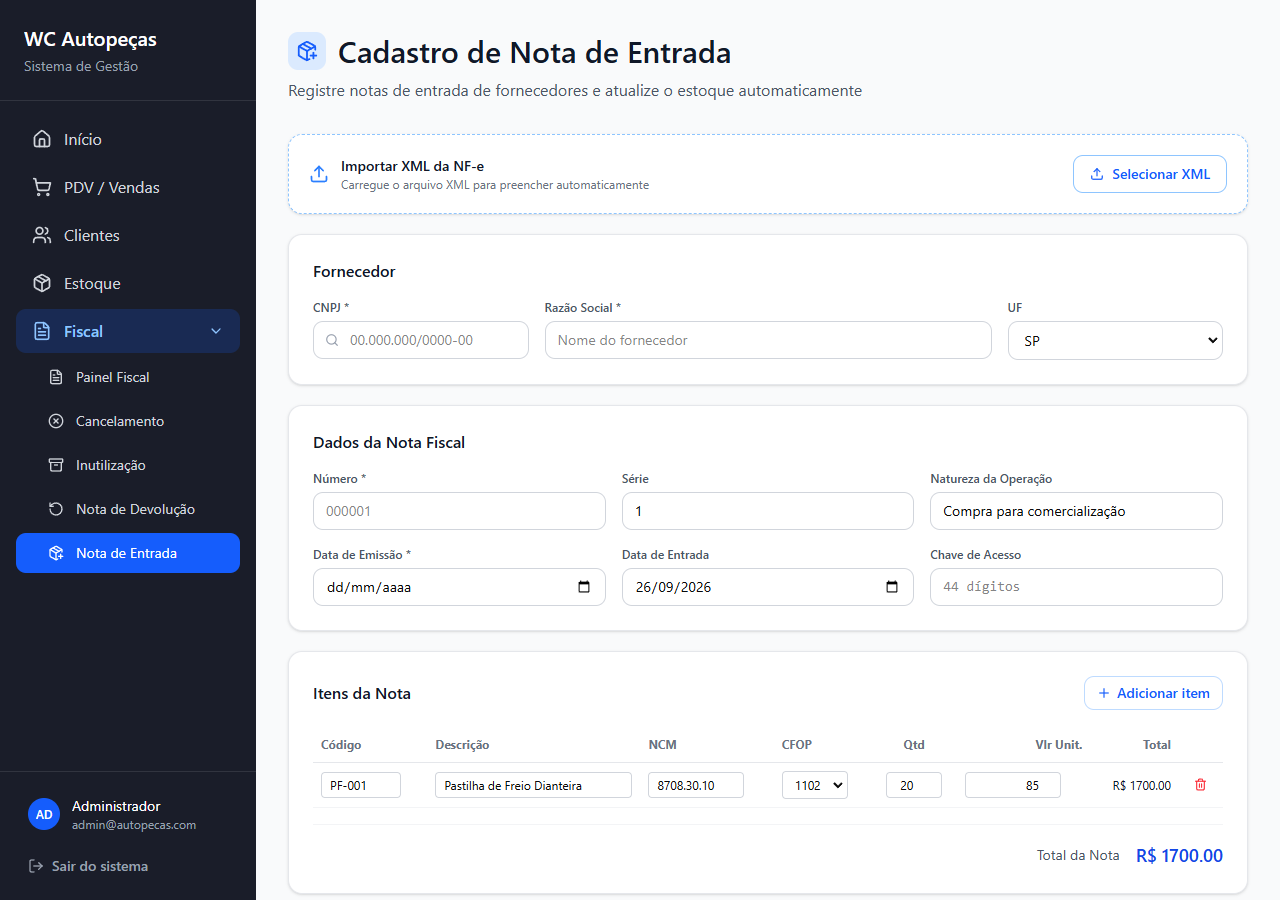 WC Autopeças
Sistema de Gestão
Início
PDV / Vendas
Clientes
Estoque
Fiscal
Painel Fiscal
Cancelamento
Inutilização
Nota de Devolução
Nota de Entrada
AD
Administrador
admin@autopecas.com
Sair do sistema
Cadastro de Nota de Entrada
Registre notas de entrada de fornecedores e atualize o estoque automaticamente
Importar XML da NF-e
Carregue o arquivo XML para preencher automaticamente
Selecionar XML
Fornecedor
CNPJ * Razão Social * UF
00.000.000/0000-00 Nome do fornecedor SP
Dados da Nota Fiscal
Número * Série Natureza da Operação
000001 1 Compra para comercialização
Data de Emissão * Data de Entrada Chave de Acesso
dd/mm/aaaa 26/09/2026 44 dígitos
Itens da Nota
+ Adicionar item
Código Descrição NCM CFOP Qtd Vlr Unit. Total
PF-001 Pastilha de Freio Dianteira 8708.30.10 1102 20 85 R$ 1700.00
Total da Nota R$ 1700.00